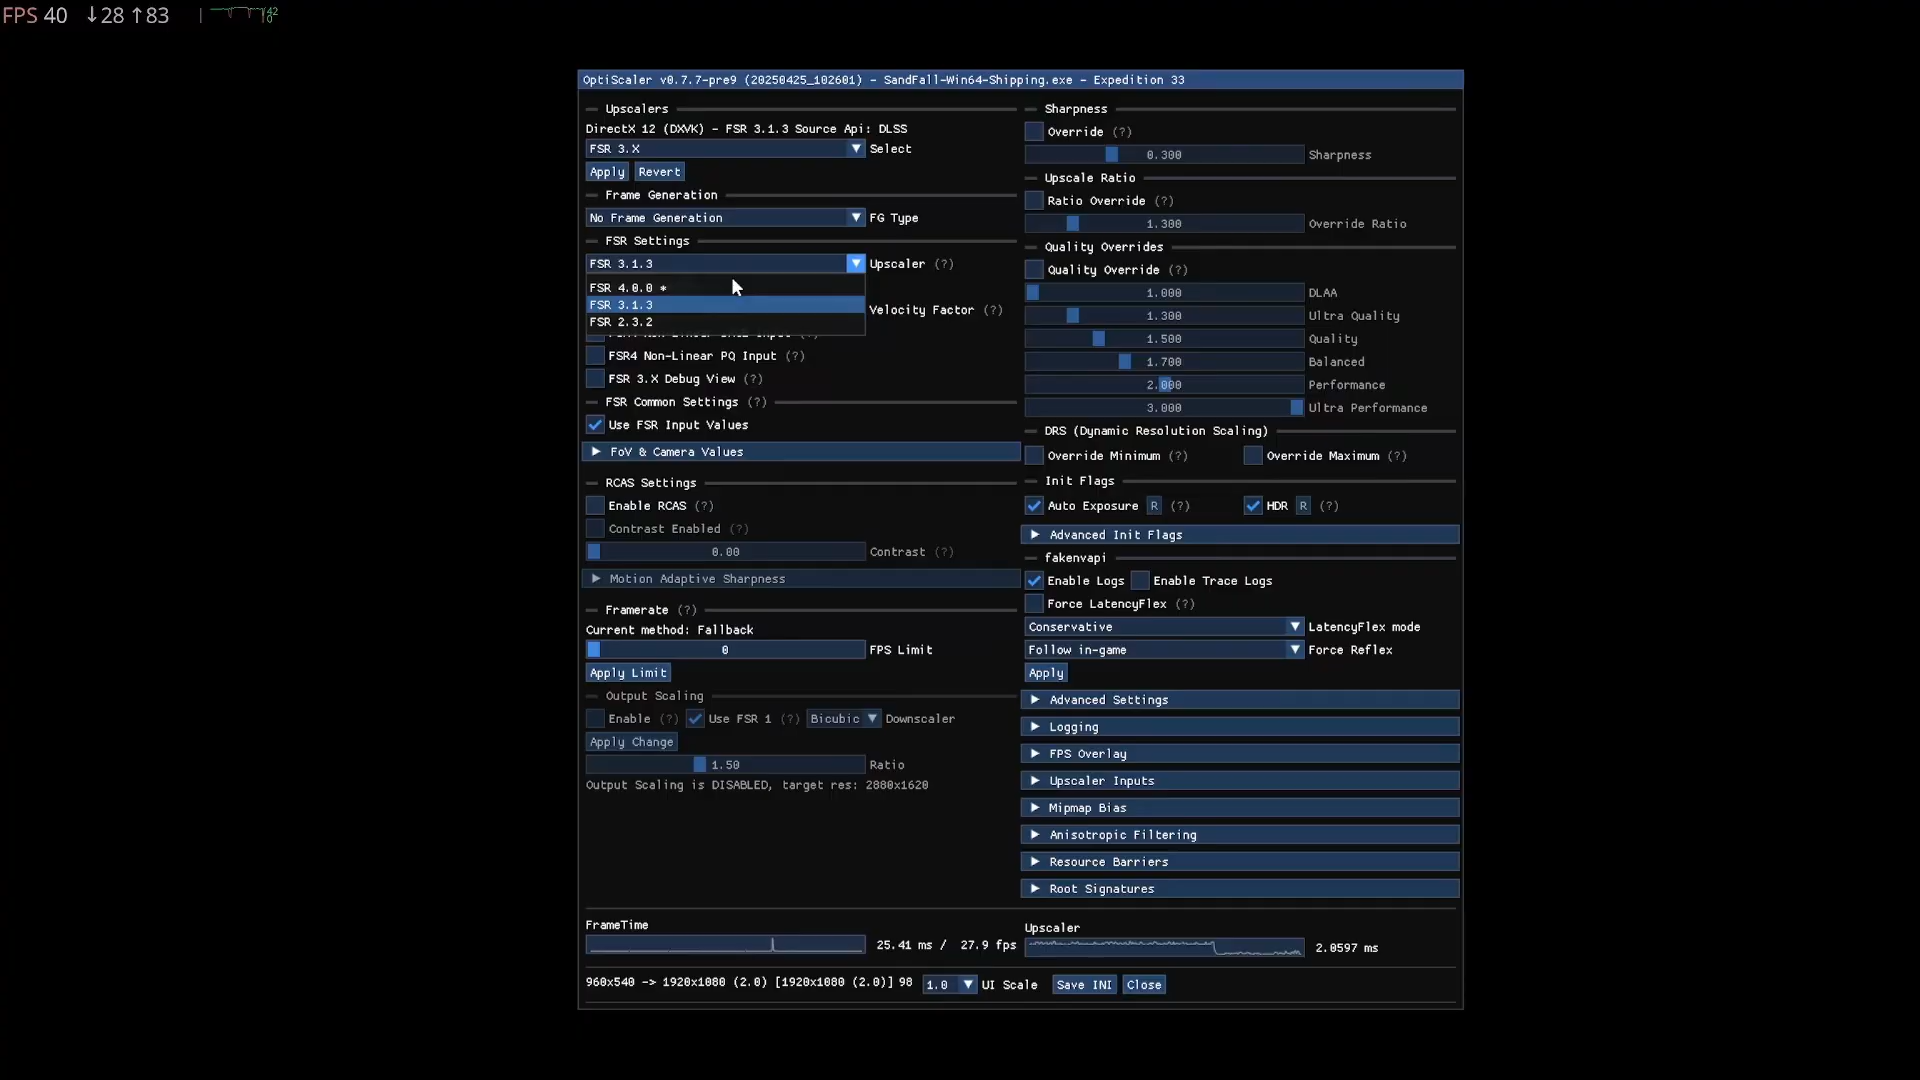 FPS 40 ↓28 ↑83
42
0
OptiScaler v0.7.7-pre9 (20250425_102601) - SandFall-Win64-Shipping.exe - Expedition 33
Upscalers
DirectX 12 (DXVK) - FSR 3.1.3 Source Api: DLSS
FSR 3.X ▼ Select
Apply Revert
Frame Generation
No Frame Generation ▼ FG Type
FSR Settings
FSR 3.1.3 ▼ Upscaler (?)
FSR 4.0.0 *
FSR 3.1.3
FSR 2.3.2
Velocity Factor (?)
FSR4 Non-Linear PQ Input (?)
FSR 3.X Debug View (?)
FSR Common Settings (?)
Use FSR Input Values
FoV & Camera Values
RCAS Settings
Enable RCAS (?)
Contrast Enabled (?)
0.00 Contrast (?)
Motion Adaptive Sharpness
Framerate (?)
Current method: Fallback
0 FPS Limit
Apply Limit
Output Scaling
Enable (?) Use FSR 1 (?) Bicubic ▼ Downscaler
Apply Change
1.50 Ratio
Output Scaling is DISABLED, target res: 2880x1620
Sharpness
Override (?)
0.300 Sharpness
Upscale Ratio
Ratio Override (?)
1.300 Override Ratio
Quality Overrides
Quality Override (?)
1.000 DLAA
1.300 Ultra Quality
1.500 Quality
1.700 Balanced
2.000 Performance
3.000 Ultra Performance
DRS (Dynamic Resolution Scaling)
Override Minimum (?) Override Maximum (?)
Init Flags
Auto Exposure R (?) HDR R (?)
Advanced Init Flags
fakenvapi
Enable Logs Enable Trace Logs
Force LatencyFlex (?)
Conservative ▼ LatencyFlex mode
Follow in-game ▼ Force Reflex
Apply
Advanced Settings
Logging
FPS Overlay
Upscaler Inputs
Mipmap Bias
Anisotropic Filtering
Resource Barriers
Root Signatures
FrameTime
25.41 ms / 27.9 fps
Upscaler
2.0597 ms
960x540 -> 1920x1080 (2.0) [1920x1080 (2.0)] 98 1.0 ▼ UI Scale Save INI Close